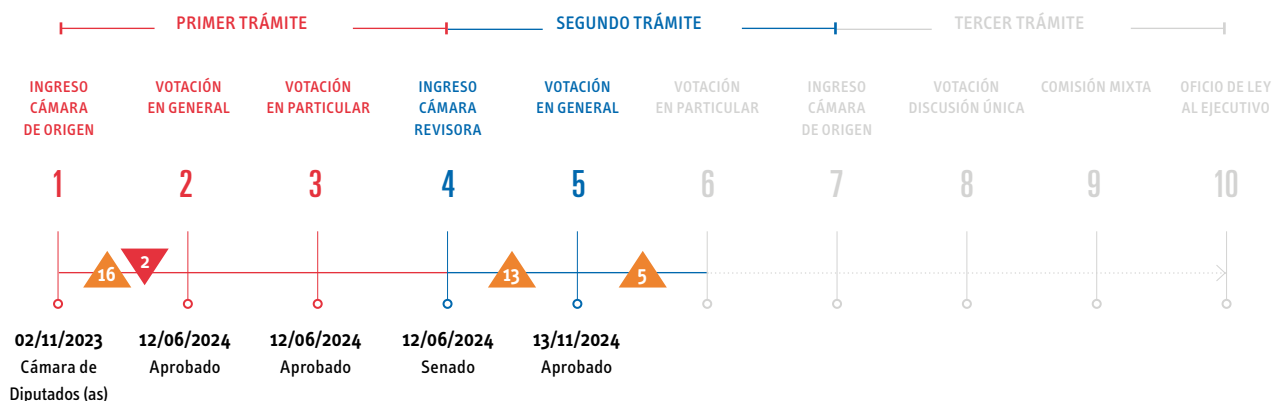 PRIMER TRÁMITE
SEGUNDO TRÁMITE
TERCER TRÁMITE
INGRESO
CÁMARA
DE ORIGEN
VOTACIÓN
EN GENERAL
VOTACIÓN
EN PARTICULAR
INGRESO
CÁMARA
REVISORA
VOTACIÓN
EN GENERAL
VOTACIÓN
EN PARTICULAR
INGRESO
CÁMARA
DE ORIGEN
VOTACIÓN
DISCUSIÓN ÚNICA
COMISIÓN MIXTA
OFICIO DE LEY
AL EJECUTIVO
1
2
3
4
5
6
7
8
9
10
16
2
13
5
02/11/2023
Cámara de
Diputados (as)
12/06/2024
Aprobado
12/06/2024
Aprobado
12/06/2024
Senado
13/11/2024
Aprobado